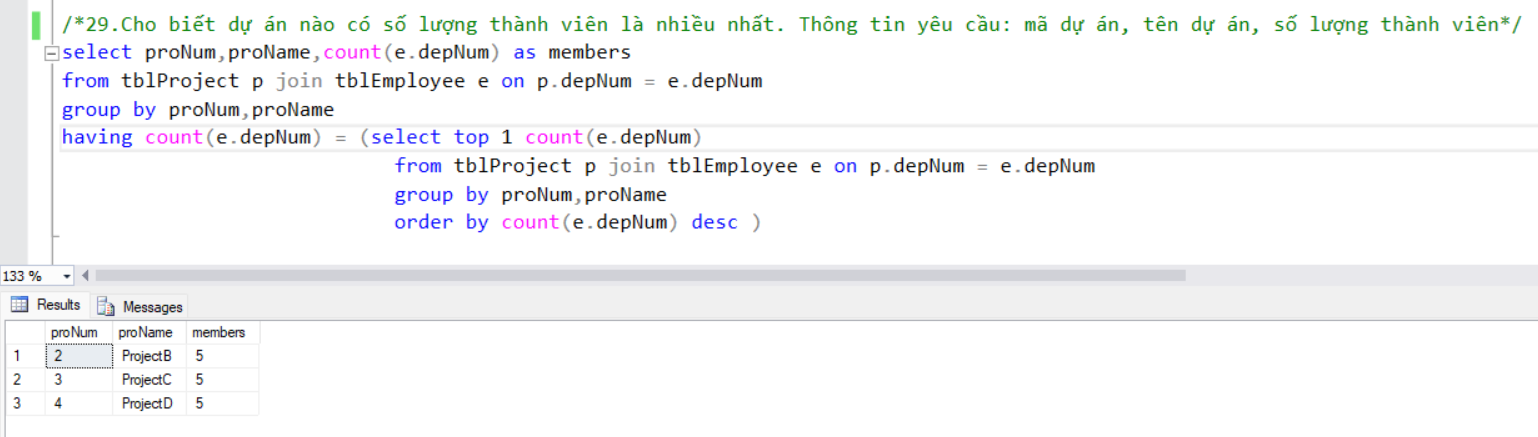 /*29.Cho biết dự án nào có số lượng thành viên là nhiều nhất. Thông tin yêu cầu: mã dự án, tên dự án, số lượng thành viên*/
select proNum,proName,count(e.depNum) as members
from tblProject p join tblEmployee e on p.depNum = e.depNum
group by proNum,proName
having count(e.depNum) = (select top 1 count(e.depNum)
from tblProject p join tblEmployee e on p.depNum = e.depNum
group by proNum,proName
order by count(e.depNum) desc )
133 %
Results Messages
proNum proName members
1 2 ProjectB 5
2 3 ProjectC 5
3 4 ProjectD 5